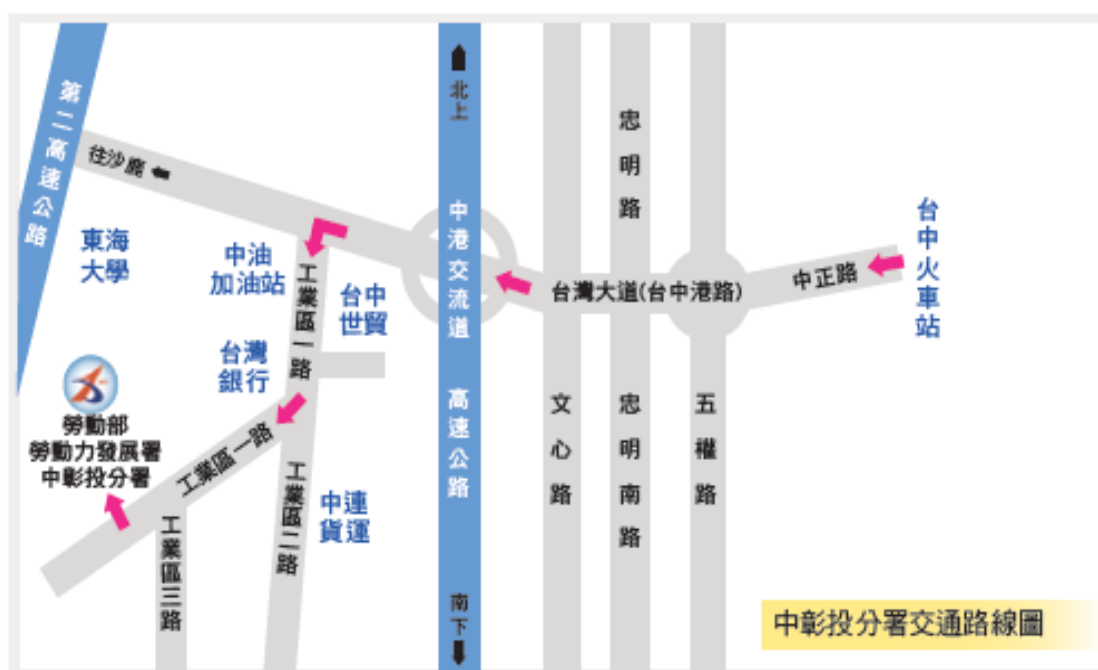 第二高速公路
往沙鹿
東海
大學
中油
加油站
工業區一路
台中
世貿
台灣
銀行
勞動部
勞動力發展署
中彰投分署
工業區一路
工業區二路
工業區三路
中連
貨運
北上
中港交流道
高速公路
南下
台灣大道(台中港路)
文心路
忠明路
忠明南路
五權路
中正路
台中火車站
中彰投分署交通路線圖